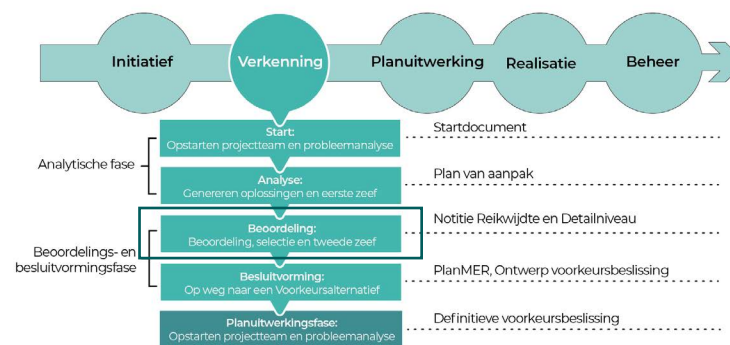 Initiatief
Verkenning
Planuitwerking
Realisatie
Beheer
Start:
Opstarten projectteam en probleemanalyse
Startdocument
Analytische fase
Analyse:
Genereren oplossingen en eerste zeef
Plan van aanpak
Beoordeling:
Beoordeling, selectie en tweede zeef
Notitie Reikwijdte en Detailniveau
Beoordelings- en
besluitvormingsfase
Besluitvorming:
Op weg naar een Voorkeursalternatief
PlanMER, Ontwerp voorkeursbeslissing
Planuitwerkingsfase:
Opstarten projectteam en probleemanalyse
Definitieve voorkeursbeslissing